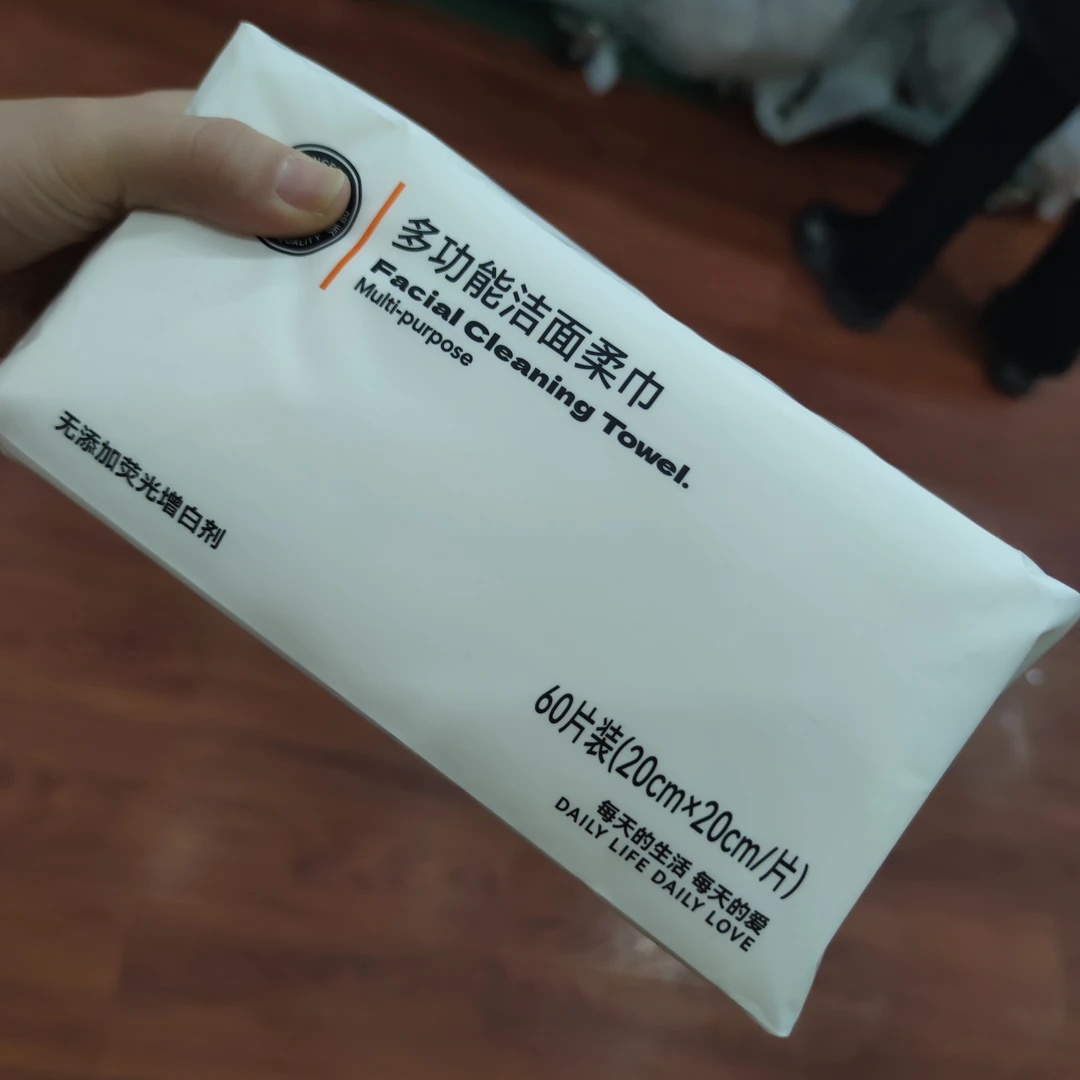 多功能洁面柔巾
Facial Cleaning Towel.
Multi-purpose
无添加荧光增白剂
60片装(20cm×20cm/片)
每天的生活 每天的爱
DAILY LIFE DAILY LOVE